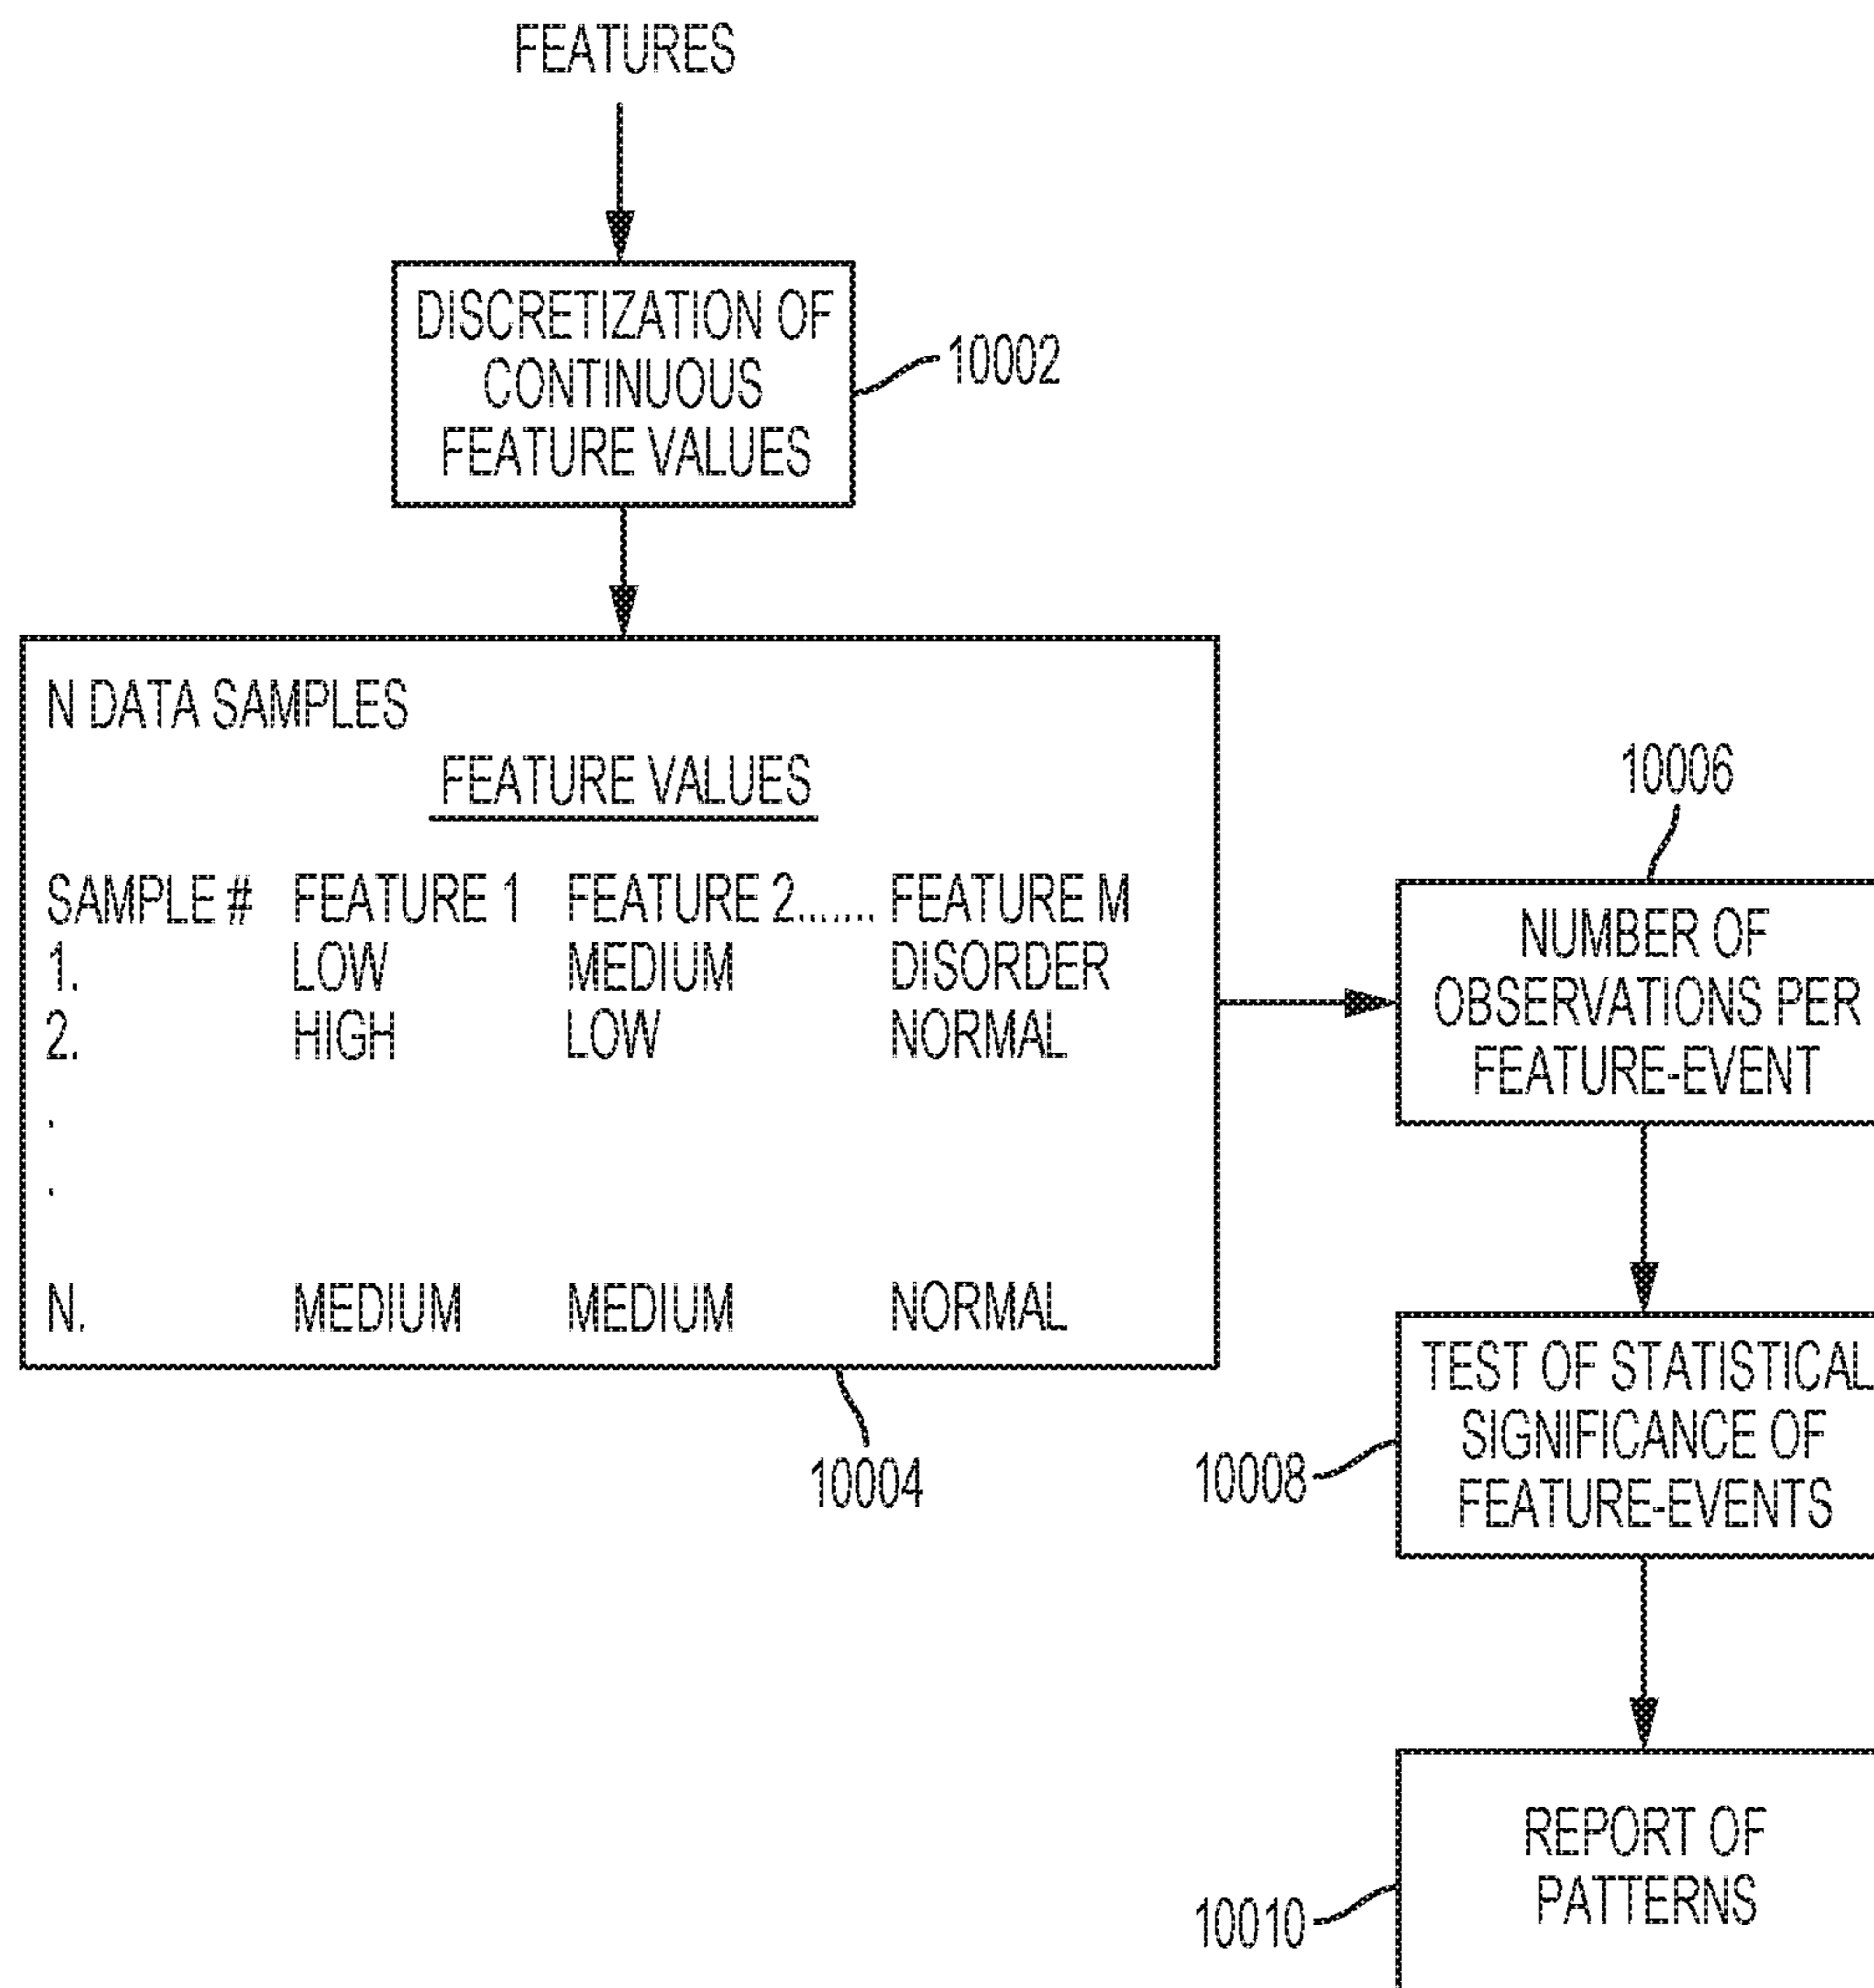 FEATURES
DISCRETIZATION OF
CONTINUOUS
FEATURE VALUES
10002
N DATA SAMPLES
FEATURE VALUES
SAMPLE # FEATURE 1 FEATURE 2....... FEATURE M
1. LOW MEDIUM DISORDER
2. HIGH LOW NORMAL
.
.
N. MEDIUM MEDIUM NORMAL
10004
10006
NUMBER OF
OBSERVATIONS PER
FEATURE-EVENT
TEST OF STATISTICAL
SIGNIFICANCE OF
FEATURE-EVENTS
10008
REPORT OF
PATTERNS
10010